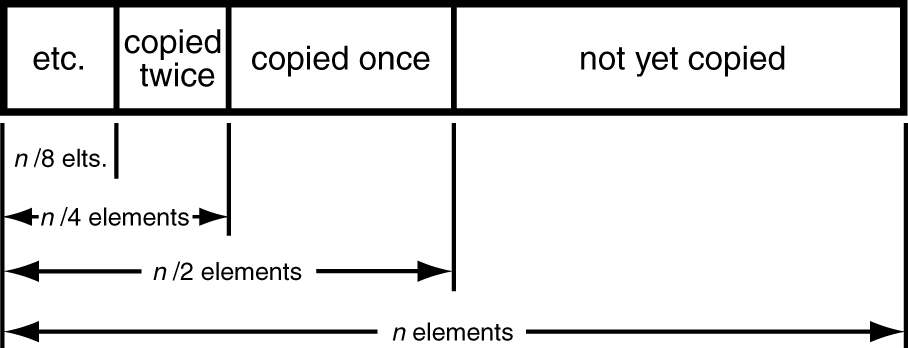 etc.
copied
twice
copied once
not yet copied
n/8 elts.
n/4 elements
n/2 elements
n elements